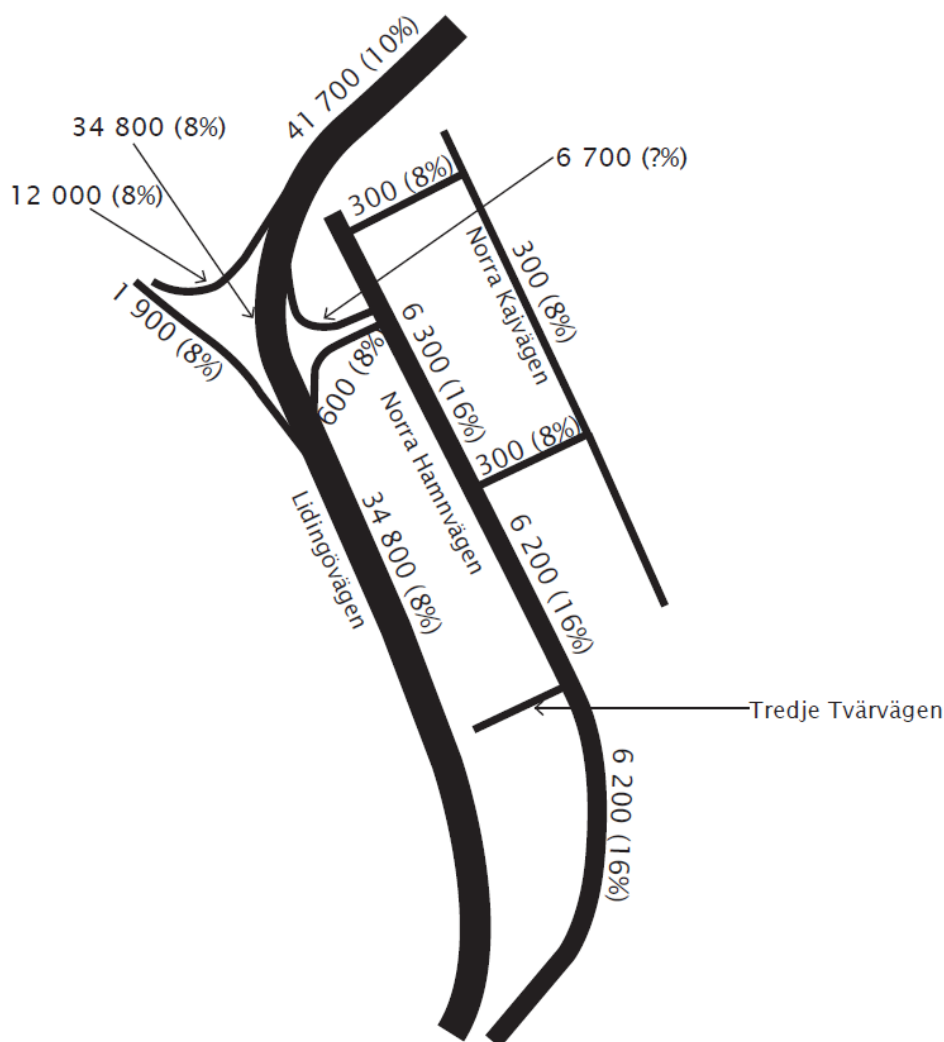 41 700 (10%)
34 800 (8%)
6 700 (?%)
12 000 (8%)
300 (8%)
1 900 (8%)
300 (8%)
Norra Kajvägen
6 300 (16%)
600 (8%)
Norra Hamnvägen
300 (8%)
Lidingövägen
34 800 (8%)
6 200 (16%)
Tredje Tvärvägen
6 200 (16%)